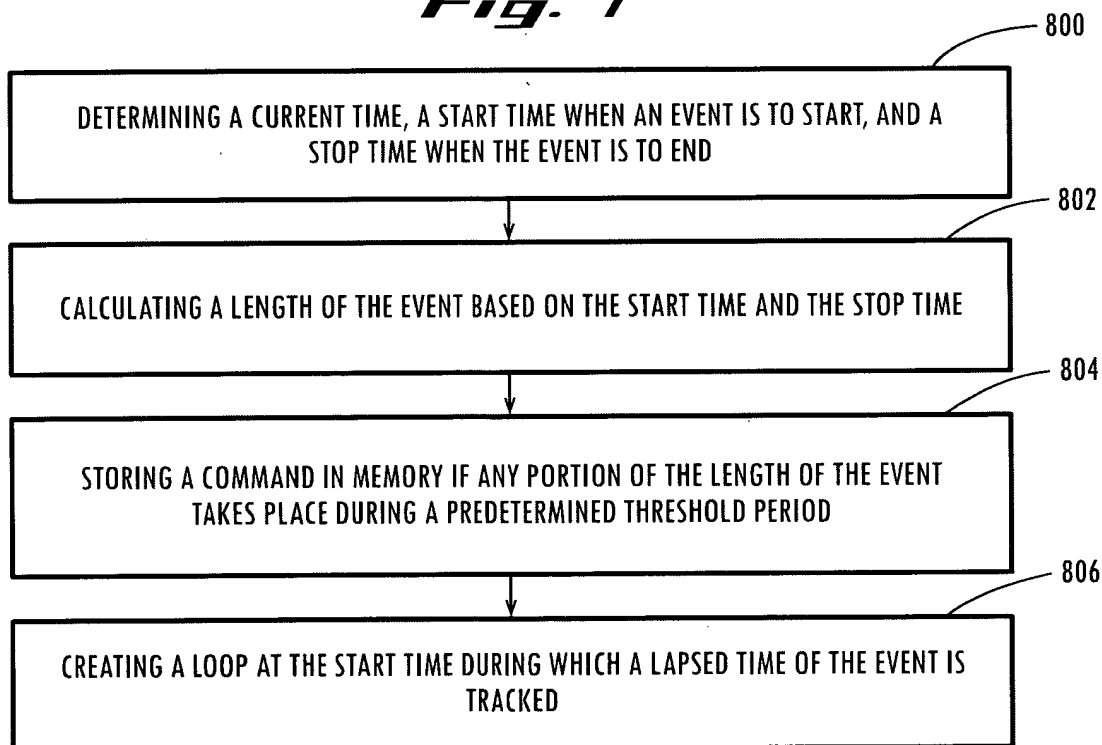 Fig. 7
800
DETERMINING A CURRENT TIME, A START TIME WHEN AN EVENT IS TO START, AND A
STOP TIME WHEN THE EVENT IS TO END
802
CALCULATING A LENGTH OF THE EVENT BASED ON THE START TIME AND THE STOP TIME
804
STORING A COMMAND IN MEMORY IF ANY PORTION OF THE LENGTH OF THE EVENT
TAKES PLACE DURING A PREDETERMINED THRESHOLD PERIOD
806
CREATING A LOOP AT THE START TIME DURING WHICH A LAPSED TIME OF THE EVENT IS
TRACKED